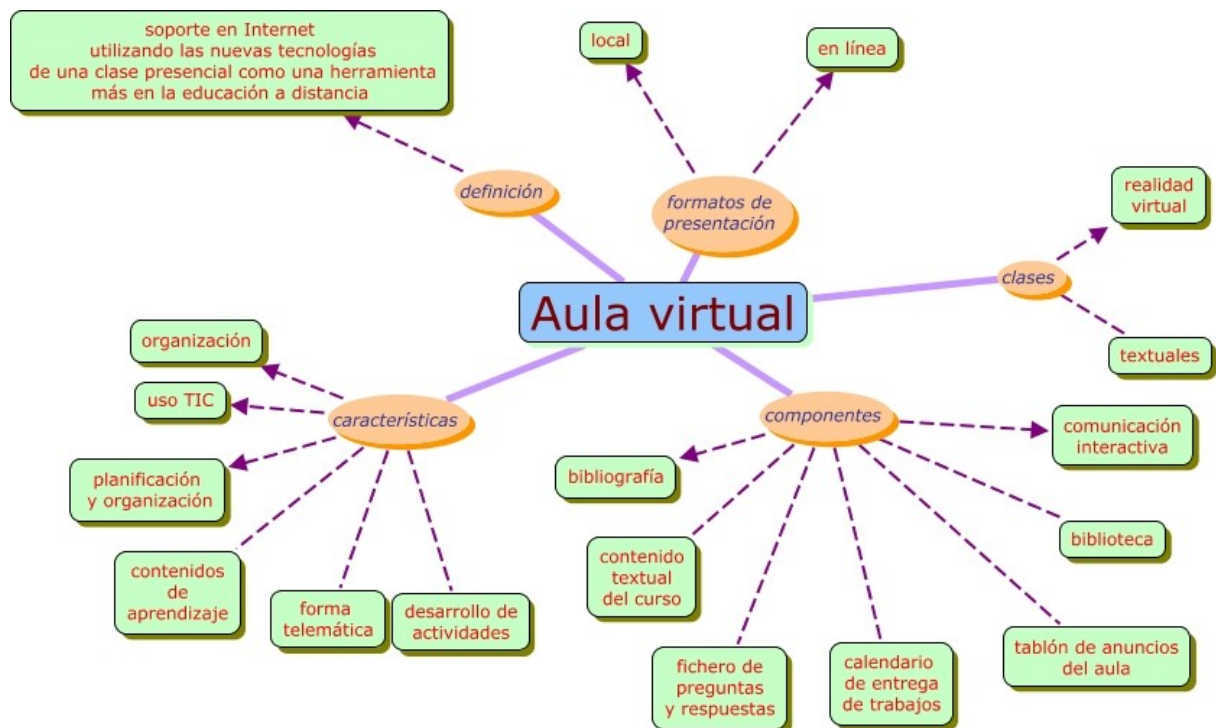 soporte en Internet
utilizando las nuevas tecnologías
de una clase presencial como una herramienta
más en la educación a distancia
local
en línea
definición
formatos de
presentación
realidad
virtual
clases
textuales
Aula virtual
organización
uso TIC
características
planificación
y organización
contenidos
de
aprendizaje
forma
telemática
desarrollo de
actividades
componentes
comunicación
interactiva
bibliografía
biblioteca
contenido
textual
del curso
tablón de anuncios
del aula
fichero de
preguntas
y respuestas
calendario
de entrega
de trabajos